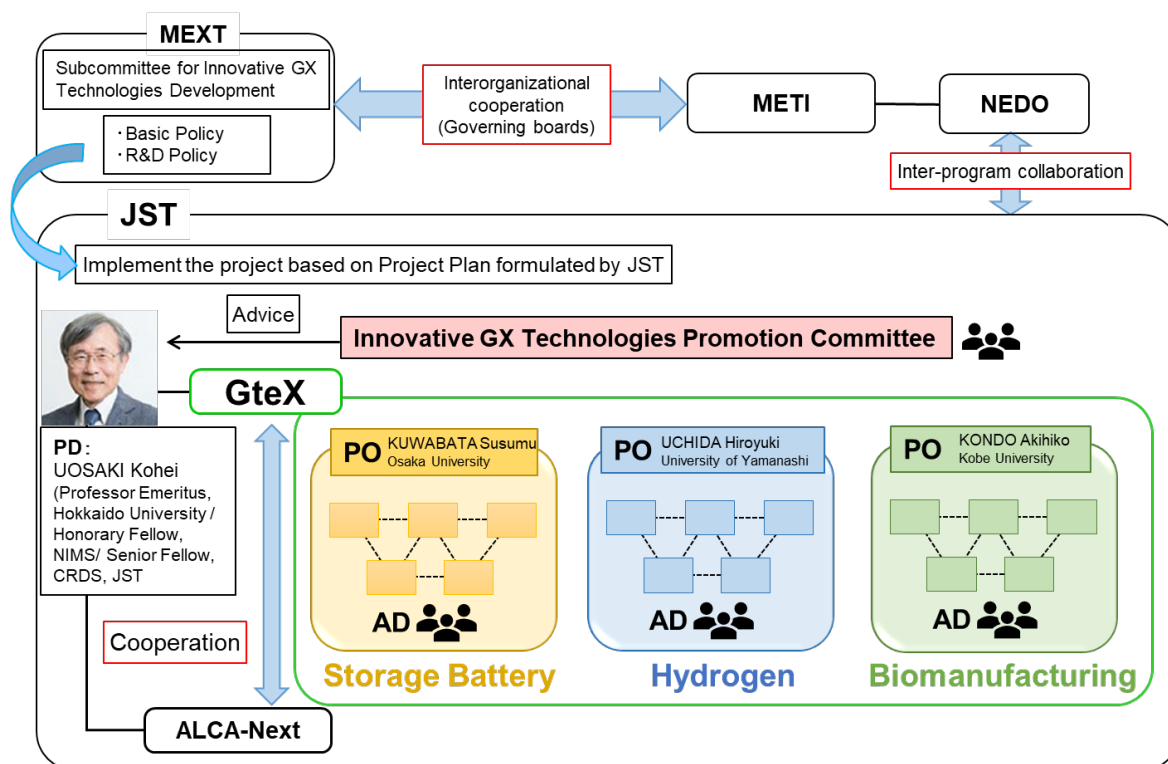 MEXT
Subcommittee for Innovative GX
Technologies Development
・Basic Policy
・R&D Policy
Interorganizational
cooperation
(Governing boards)
METI
NEDO
Inter-program collaboration
JST
Implement the project based on Project Plan formulated by JST
Advice
Innovative GX Technologies Promotion Committee
GteX
PD：
UOSAKI Kohei
(Professor Emeritus,
Hokkaido University /
Honorary Fellow,
NIMS/ Senior Fellow,
CRDS, JST
PO KUWABATA Susumu
Osaka University
AD
Storage Battery
PO UCHIDA Hiroyuki
University of Yamanashi
AD
Hydrogen
PO KONDO Akihiko
Kobe University
AD
Biomanufacturing
Cooperation
ALCA-Next